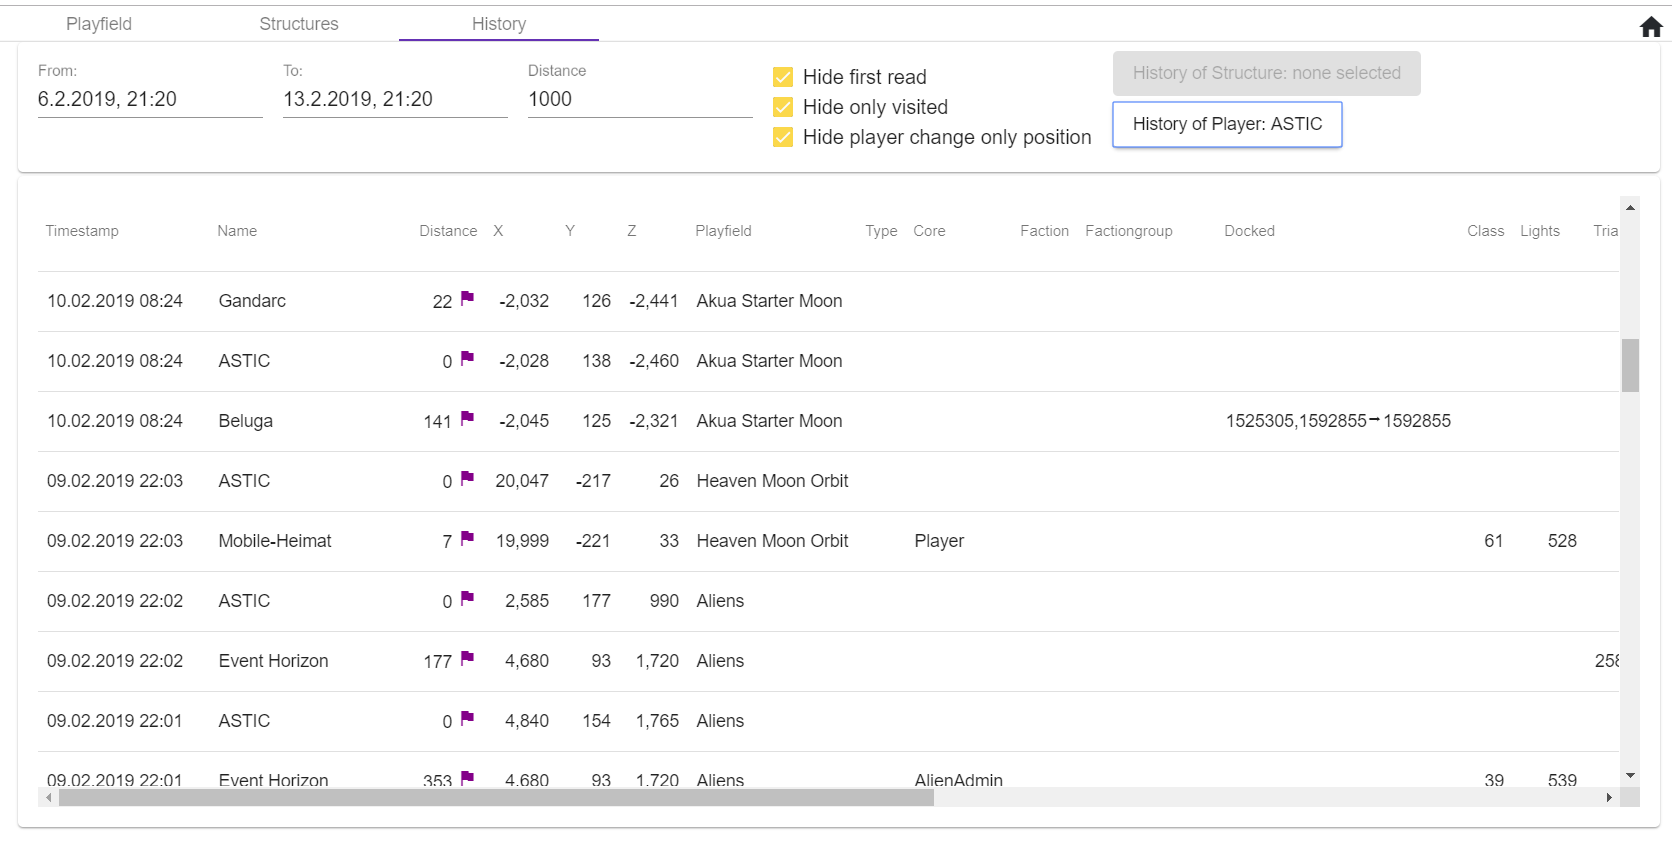 Playfield Structures History
From: To: Distance
6.2.2019, 21:20 13.2.2019, 21:20 1000
Hide first read
Hide only visited
Hide player change only position
History of Structure: none selected
History of Player: ASTIC
Timestamp Name Distance X Y Z Playfield Type Core Faction Factiongroup Docked Class Lights Tria
10.02.2019 08:24 Gandarc 22 -2,032 126 -2,441 Akua Starter Moon
10.02.2019 08:24 ASTIC 0 -2,028 138 -2,460 Akua Starter Moon
10.02.2019 08:24 Beluga 141 -2,045 125 -2,321 Akua Starter Moon 1525305,1592855→1592855
09.02.2019 22:03 ASTIC 0 20,047 -217 26 Heaven Moon Orbit
09.02.2019 22:03 Mobile-Heimat 7 19,999 -221 33 Heaven Moon Orbit Player 61 528
09.02.2019 22:02 ASTIC 0 2,585 177 990 Aliens
09.02.2019 22:02 Event Horizon 177 4,680 93 1,720 Aliens 258
09.02.2019 22:01 ASTIC 0 4,840 154 1,765 Aliens
09.02.2019 22:01 Event Horizon 353 4,680 93 1,720 Aliens AlienAdmin 39 539